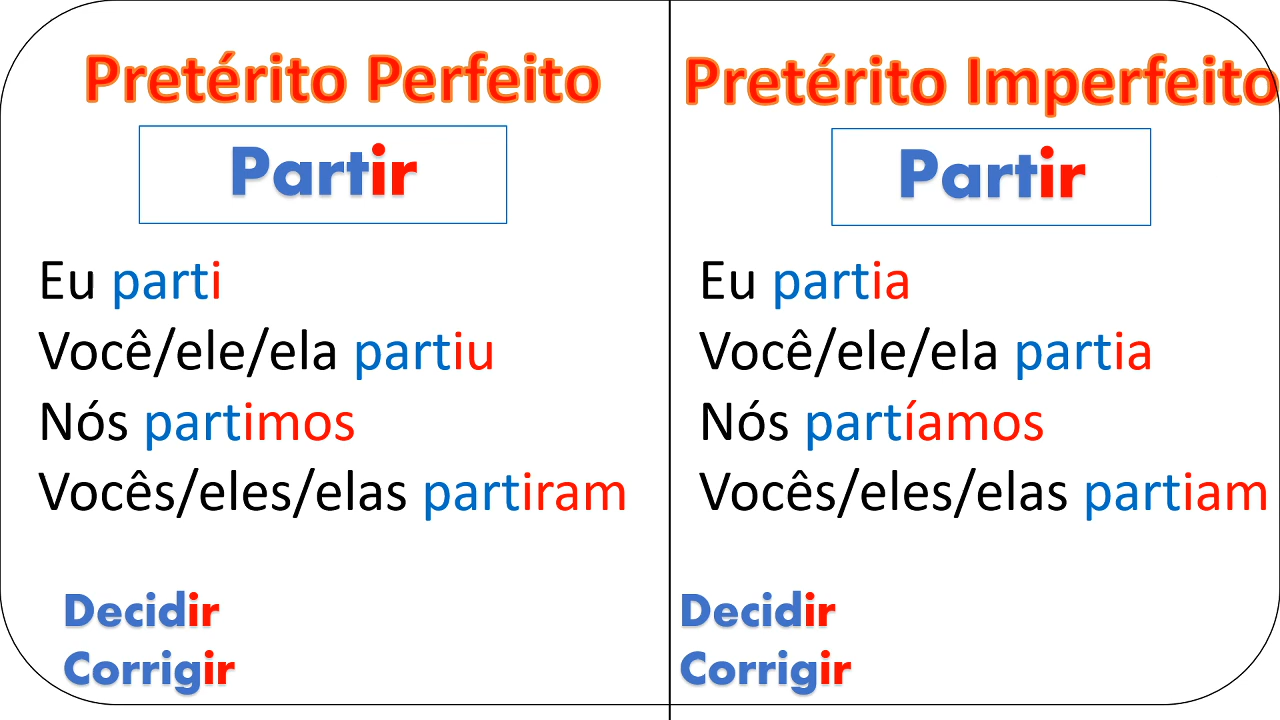 Pretérito Perfeito
Partir
Eu parti
Você/ele/ela partiu
Nós partimos
Vocês/eles/elas partiram
Decidir
Corrigir
Pretérito Imperfeito
Partir
Eu partia
Você/ele/ela partia
Nós partíamos
Vocês/eles/elas partiam
Decidir
Corrigir